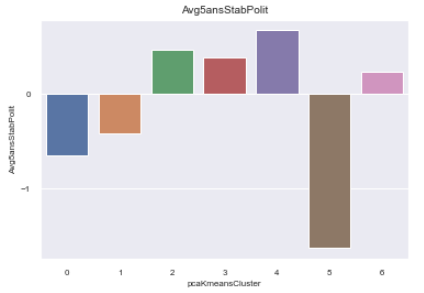 Avg5ansStabPolit
Avg5ansStabPolit
0
−1
0 1 2 3 4 5 6
pcaKmeansCluster